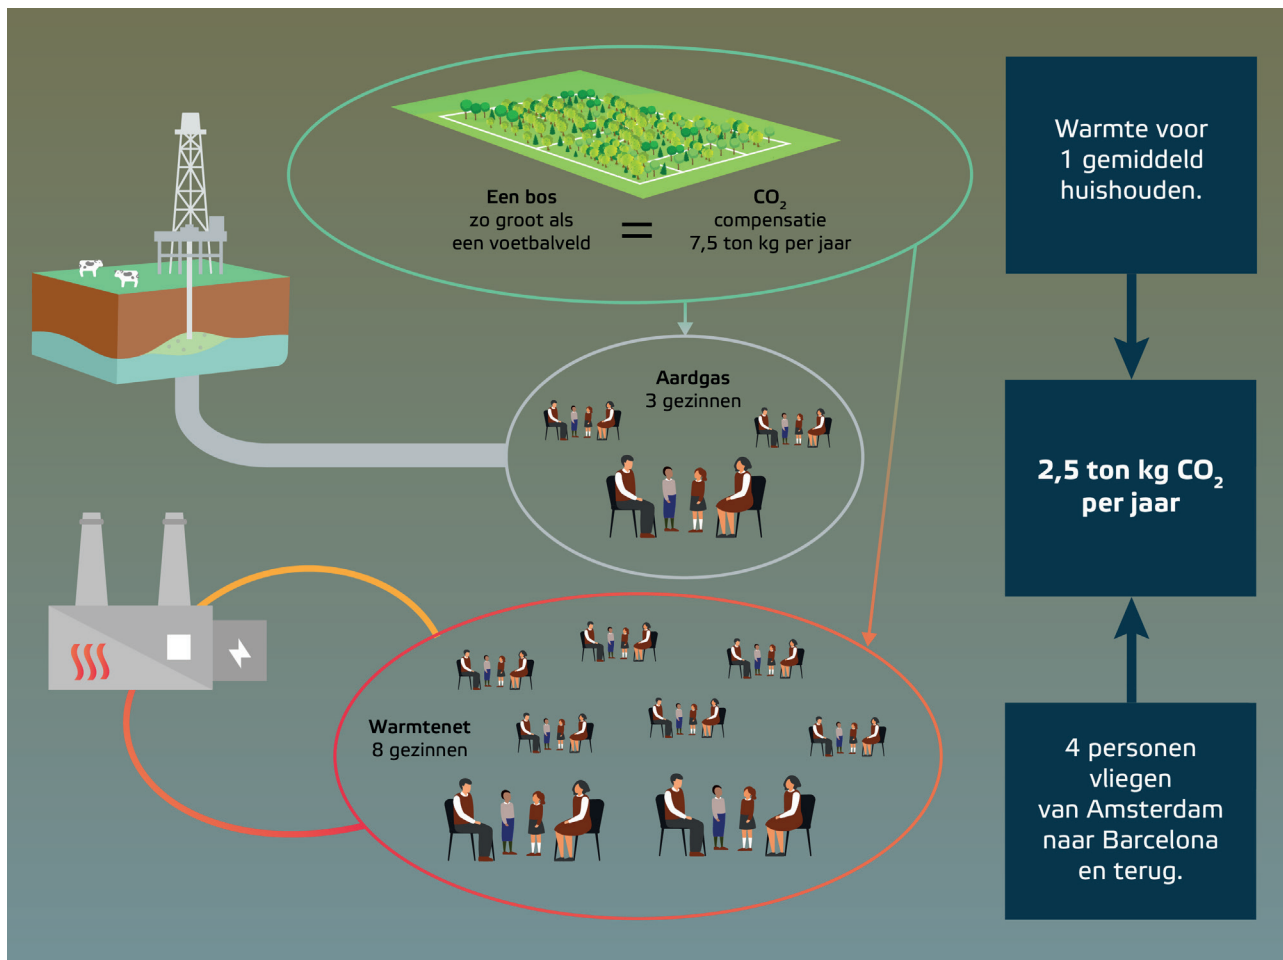 Een bos
zo groot als
een voetbalveld
=
CO₂
compensatie
7,5 ton kg per jaar
Aardgas
3 gezinnen
Warmtenet
8 gezinnen
Warmte voor
1 gemiddeld
huishouden.
2,5 ton kg CO₂
per jaar
4 personen
vliegen
van Amsterdam
naar Barcelona
en terug.